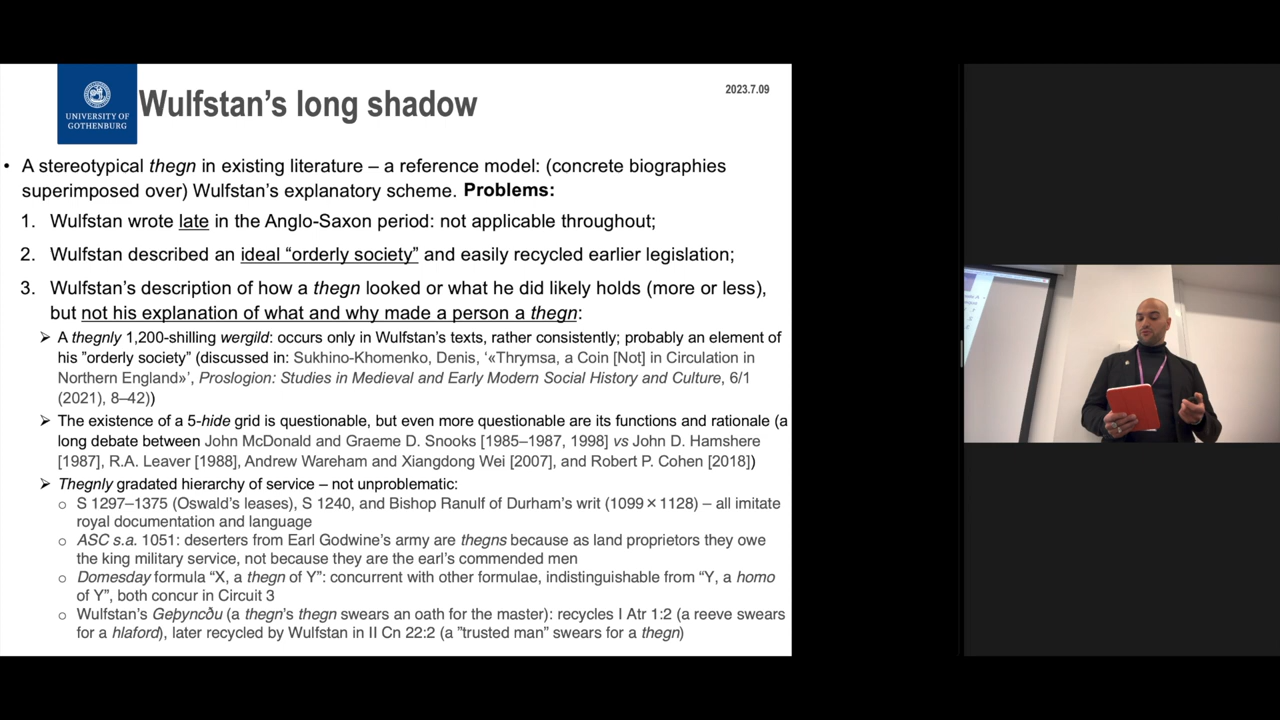 UNIVERSITY OF
GOTHENBURG
Wulfstan's long shadow
2023.7.09
• A stereotypical thegn in existing literature – a reference model: (concrete biographies
superimposed over) Wulfstan's explanatory scheme. Problems:
1. Wulfstan wrote late in the Anglo-Saxon period: not applicable throughout;
2. Wulfstan described an ideal “orderly society” and easily recycled earlier legislation;
3. Wulfstan's description of how a thegn looked or what he did likely holds (more or less),
but not his explanation of what and why made a person a thegn:
➢ A thegnly 1,200-shilling wergild: occurs only in Wulfstan's texts, rather consistently; probably an element of
his ”orderly society” (discussed in: Sukhino-Khomenko, Denis, ‘«Thrymsa, a Coin [Not] in Circulation in
Northern England»’, Proslogion: Studies in Medieval and Early Modern Social History and Culture, 6/1
(2021), 8–42))
➢ The existence of a 5-hide grid is questionable, but even more questionable are its functions and rationale (a
long debate between John McDonald and Graeme D. Snooks [1985–1987, 1998] vs John D. Hamshere
[1987], R.A. Leaver [1988], Andrew Wareham and Xiangdong Wei [2007], and Robert P. Cohen [2018])
➢ Thegnly gradated hierarchy of service – not unproblematic:
○ S 1297–1375 (Oswald's leases), S 1240, and Bishop Ranulf of Durham's writ (1099 × 1128) – all imitate
royal documentation and language
○ ASC s.a. 1051: deserters from Earl Godwine's army are thegns because as land proprietors they owe
the king military service, not because they are the earl's commended men
○ Domesday formula “X, a thegn of Y”: concurrent with other formulae, indistinguishable from “Y, a homo
of Y”, both concur in Circuit 3
○ Wulfstan's Geþyncðu (a thegn's thegn swears an oath for the master): recycles I Atr 1:2 (a reeve swears
for a hlaford), later recycled by Wulfstan in II Cn 22:2 (a ”trusted man” swears for a thegn)